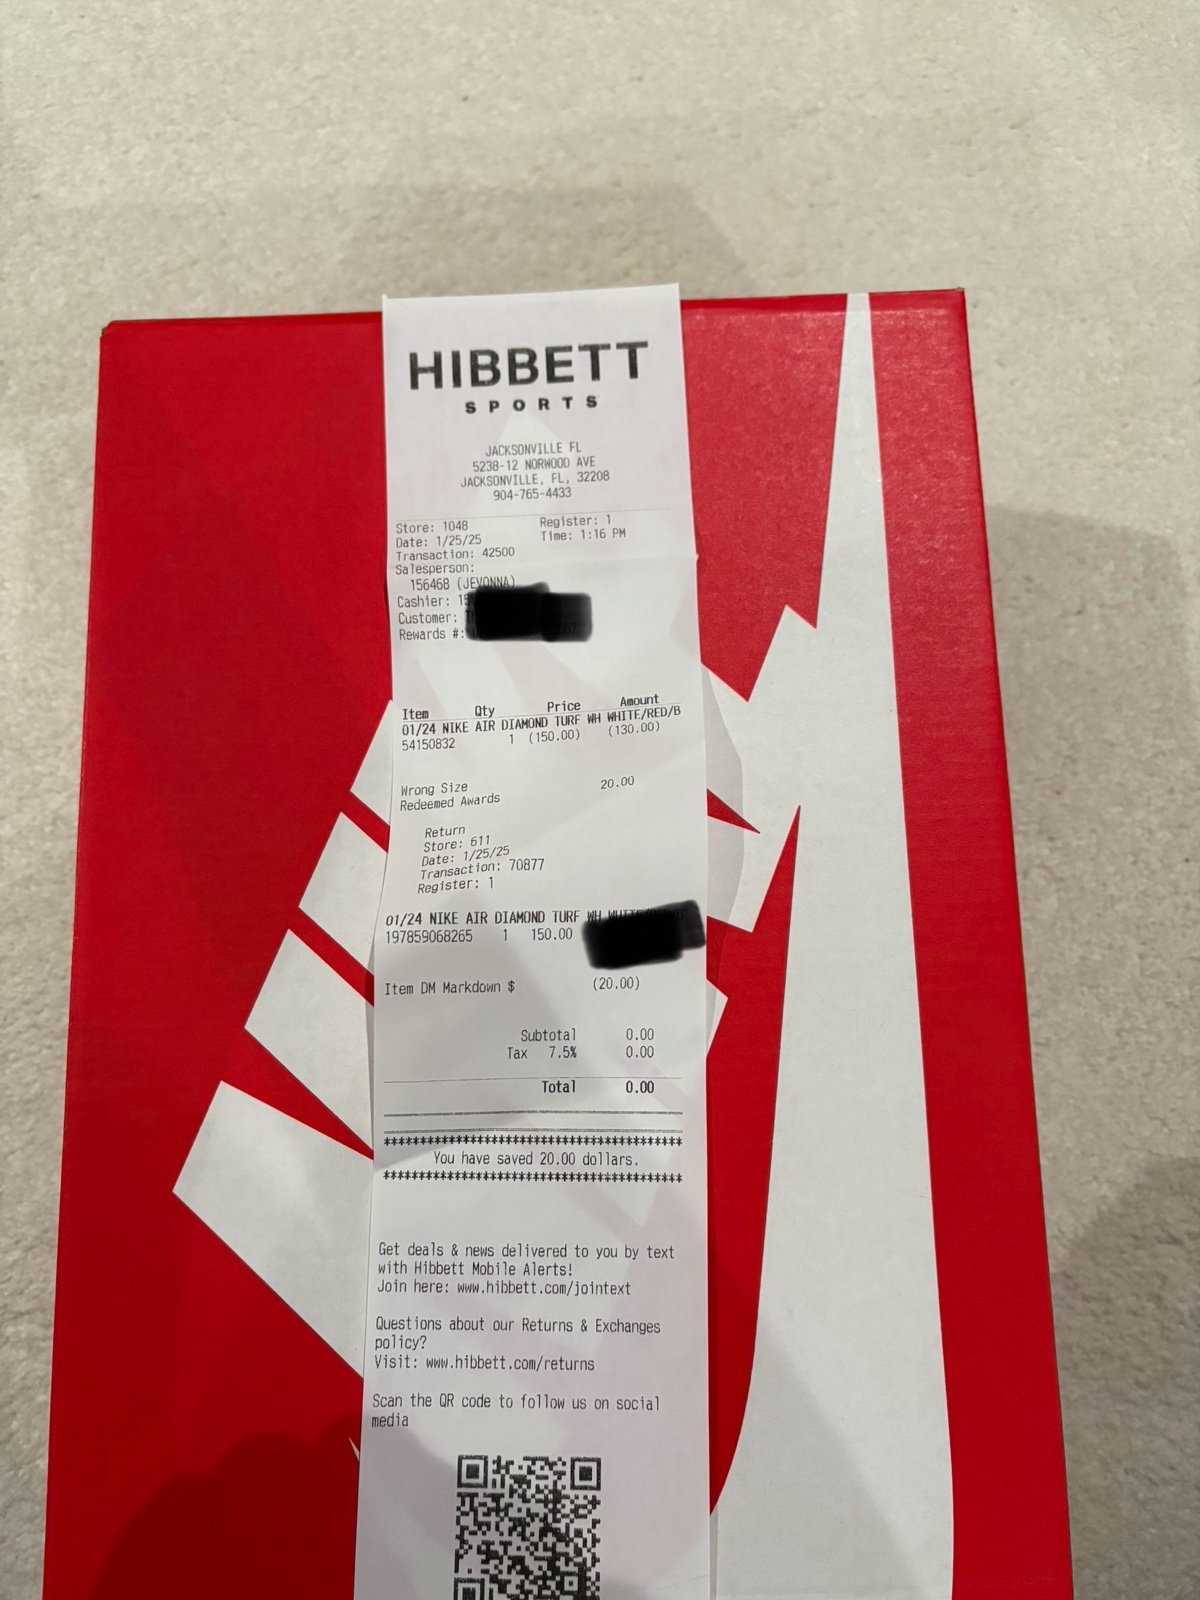 HIBBETT
SPORTS
JACKSONVILLE FL
5238-12 NORWOOD AVE
JACKSONVILLE, FL, 32208
904-765-4433
Store: 1048 Register: 1
Date: 1/25/25 Time: 1:16 PM
Transaction: 42500
Salesperson:
156468 (JEVONNA)
Cashier:
Customer:
Rewards #:
Item Qty Price Amount
01/24 NIKE AIR DIAMOND TURF WH WHITE/RED/B
54150832 1 (150.00) (130.00)
Wrong Size 20.00
Redeemed Awards
Return
Store: 611
Date: 1/25/25
Transaction: 70877
Register: 1
01/24 NIKE AIR DIAMOND TURF WH WHITE/RED/B
197859068265 1 150.00
Item DM Markdown $ (20.00)
Subtotal 0.00
Tax 7.5% 0.00
Total 0.00
******************************************
You have saved 20.00 dollars.
******************************************
Get deals & news delivered to you by text
with Hibbett Mobile Alerts!
Join here: www.hibbett.com/jointext
Questions about our Returns & Exchanges
policy?
Visit: www.hibbett.com/returns
Scan the QR code to follow us on social
media